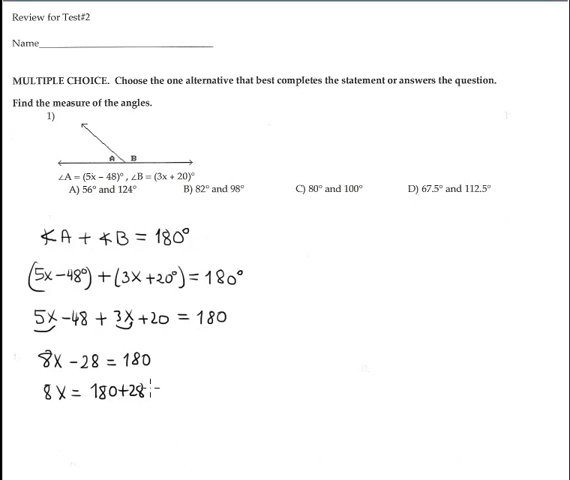 Review for Test#2
Name
MULTIPLE CHOICE. Choose the one alternative that best completes the statement or answers the question.
Find the measure of the angles.
1)
A B
∠A = (5x – 48)° , ∠B = (3x + 20)°
A) 56° and 124° B) 82° and 98° C) 80° and 100° D) 67.5° and 112.5°
∠A + ∠B = 180°
(5x-48°) + (3x+20°) = 180°
5x-48 + 3x+20 = 180
8x - 28 = 180
8x = 180+28